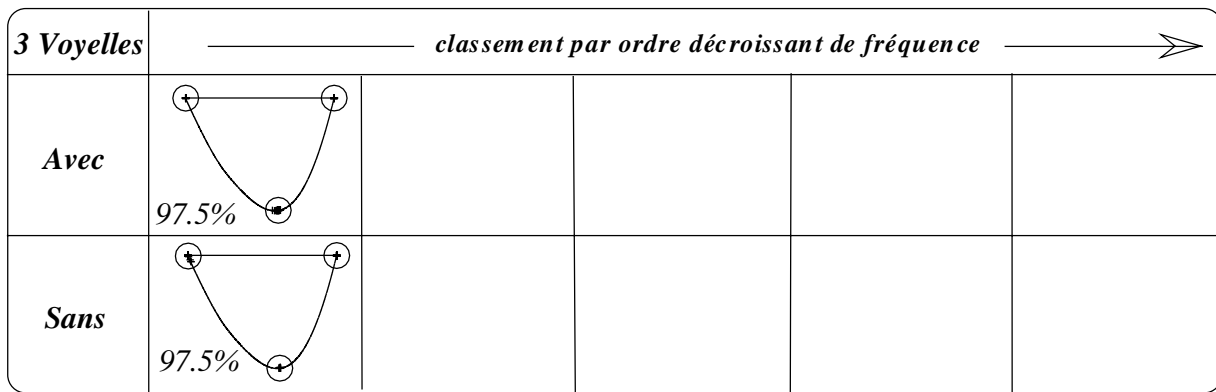 3 Voyelles classement par ordre décroissant de fréquence
Avec
97.5%
Sans
97.5%